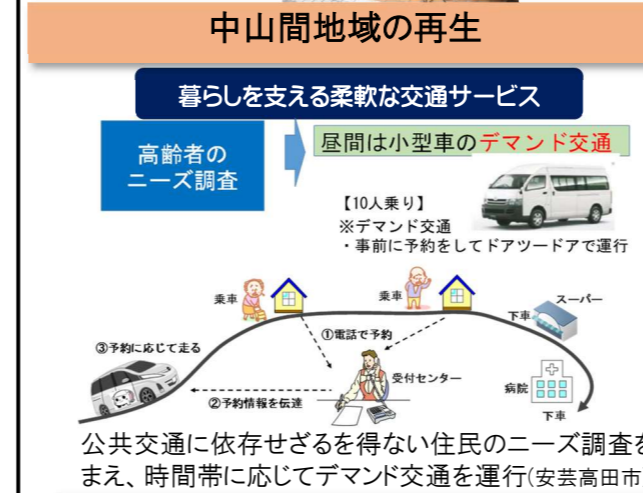 中山間地域の再生
暮らしを支える柔軟な交通サービス
高齢者の
ニーズ調査
昼間は小型車のデマンド交通
【10人乗り】
※デマンド交通
・事前に予約をしてドアツードアで運行
乗車
乗車
スーパー
下車
①電話で予約
③予約に応じて走る
受付センター
病院
②予約情報を伝達
下車
公共交通に依存せざるを得ない住民のニーズ調査を
まえ、時間帯に応じてデマンド交通を運行(安芸高田市